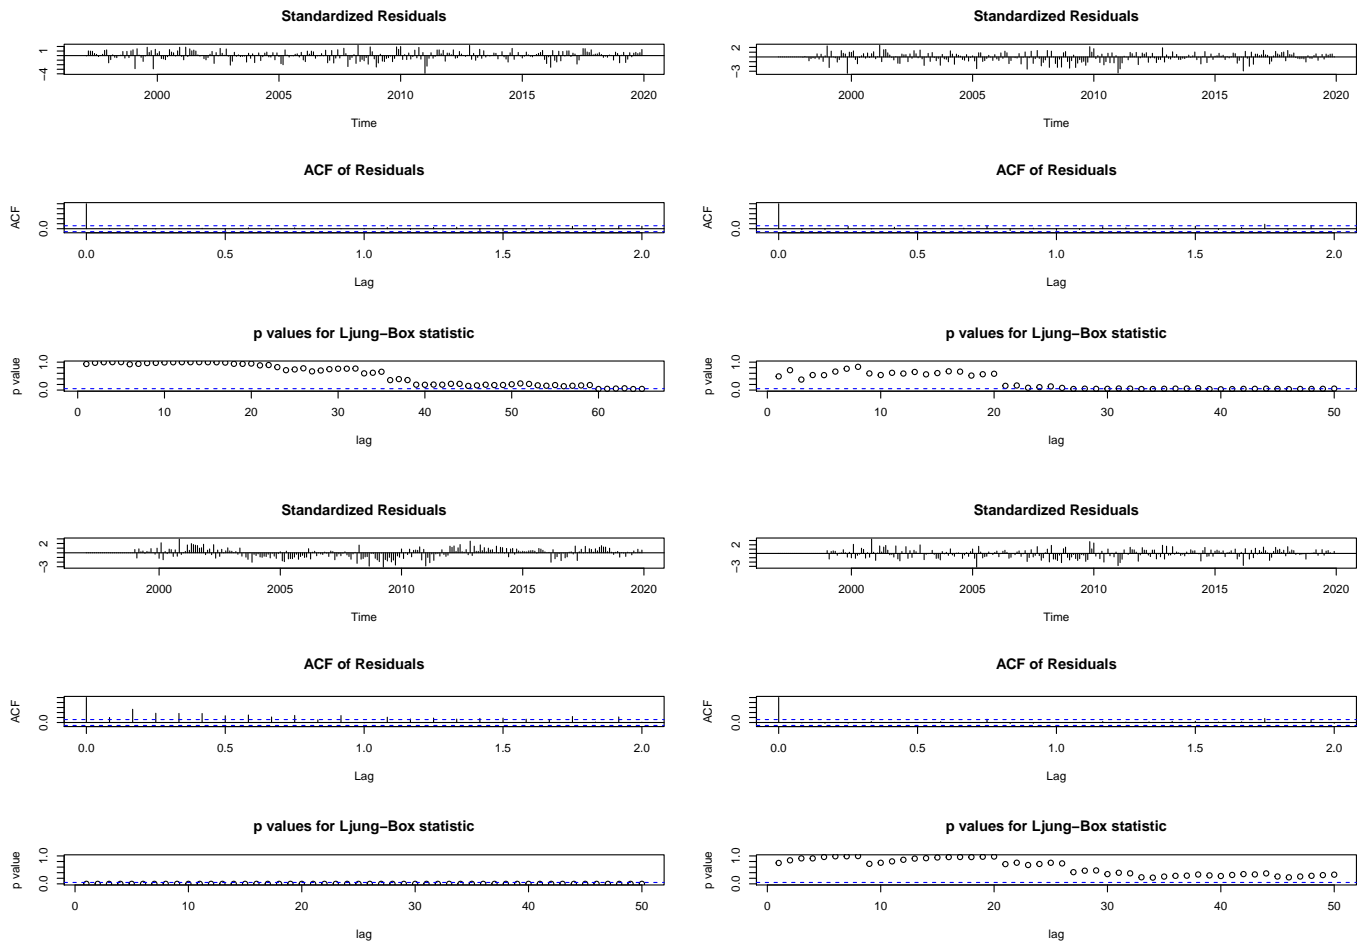 Standardized Residuals
1
-4
2000 2005 2010 2015 2020
Time
ACF of Residuals
ACF
0.0
0.0 0.5 1.0 1.5 2.0
Lag
p values for Ljung−Box statistic
p value
1.0
0.0
0 10 20 30 40 50 60
lag
Standardized Residuals
2
−3
2000 2005 2010 2015 2020
Time
ACF of Residuals
ACF
0.0
0.0 0.5 1.0 1.5 2.0
Lag
p values for Ljung−Box statistic
p value
1.0
0.0
0 10 20 30 40 50
lag
Standardized Residuals
2
−3
2000 2005 2010 2015 2020
Time
ACF of Residuals
ACF
0.0
0.0 0.5 1.0 1.5 2.0
Lag
p values for Ljung−Box statistic
p value
1.0
0.0
0 10 20 30 40 50
lag
Standardized Residuals
2
−3
2000 2005 2010 2015 2020
Time
ACF of Residuals
ACF
0.0
0.0 0.5 1.0 1.5 2.0
Lag
p values for Ljung−Box statistic
p value
1.0
0.0
0 10 20 30 40 50
lag